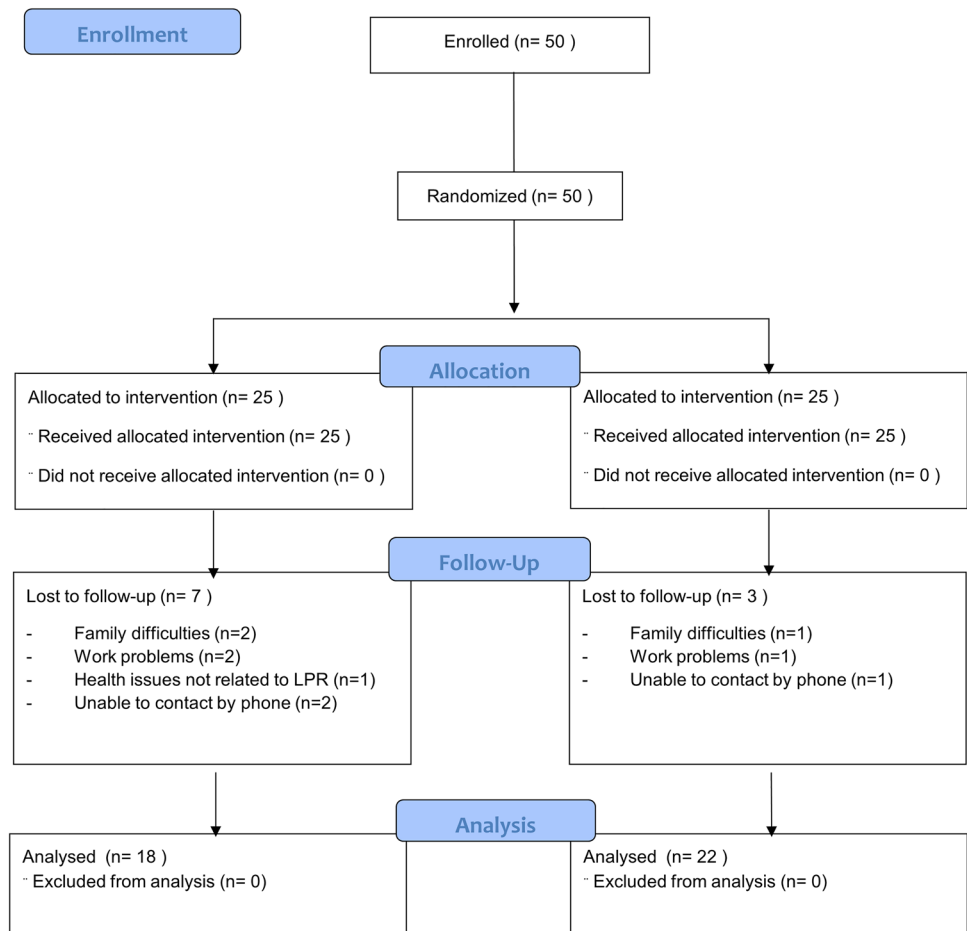 Enrollment
Enrolled (n= 50 )
Randomized (n= 50 )
Allocation
Allocated to intervention (n= 25 )
¨ Received allocated intervention (n= 25 )
¨ Did not receive allocated intervention (n= 0 )
Allocated to intervention (n= 25 )
¨ Received allocated intervention (n= 25 )
¨ Did not receive allocated intervention (n= 0 )
Follow-Up
Lost to follow-up (n= 7 )
- Family difficulties (n=2)
- Work problems (n=2)
- Health issues not related to LPR (n=1)
- Unable to contact by phone (n=2)
Lost to follow-up (n= 3 )
- Family difficulties (n=1)
- Work problems (n=1)
- Unable to contact by phone (n=1)
Analysis
Analysed (n= 18 )
¨ Excluded from analysis (n= 0)
Analysed (n= 22 )
¨ Excluded from analysis (n= 0)